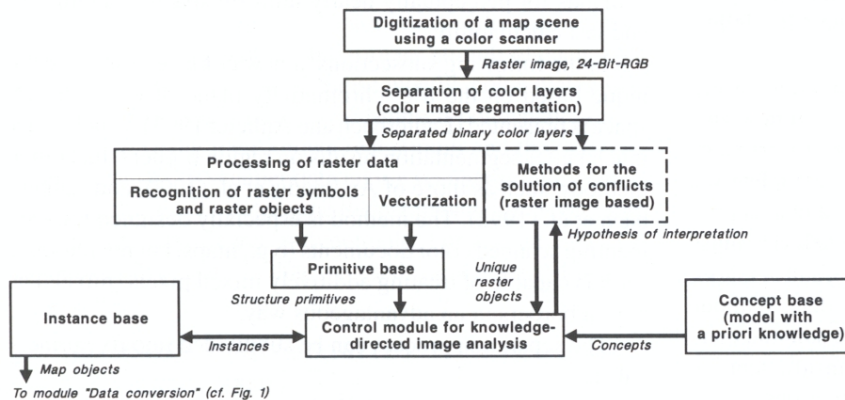 Digitization of a map scene
using a color scanner
Raster image, 24-Bit-RGB
Separation of color layers
(color image segmentation)
Separated binary color layers
Processing of raster data
Recognition of raster symbols
and raster objects
Vectorization
Methods for the
solution of conflicts
(raster image based)
Hypothesis of interpretation
Primitive base
Unique
raster
objects
Structure primitives
Instance base
Instances
Control module for knowledge-
directed image analysis
Concepts
Concept base
(model with
a priori knowledge)
Map objects
To module "Data conversion" (cf. Fig. 1)